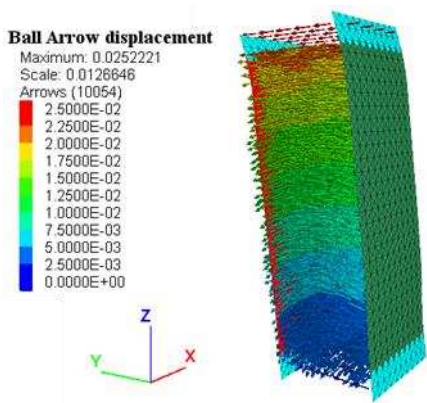 Ball Arrow displacement
Maximum: 0.0252221
Scale: 0.0126646
Arrows (10054)
2.5000E-02
2.2500E-02
2.0000E-02
1.7500E-02
1.5000E-02
1.2500E-02
1.0000E-02
7.5000E-03
5.0000E-03
2.5000E-03
0.0000E+00
Z
Y
X